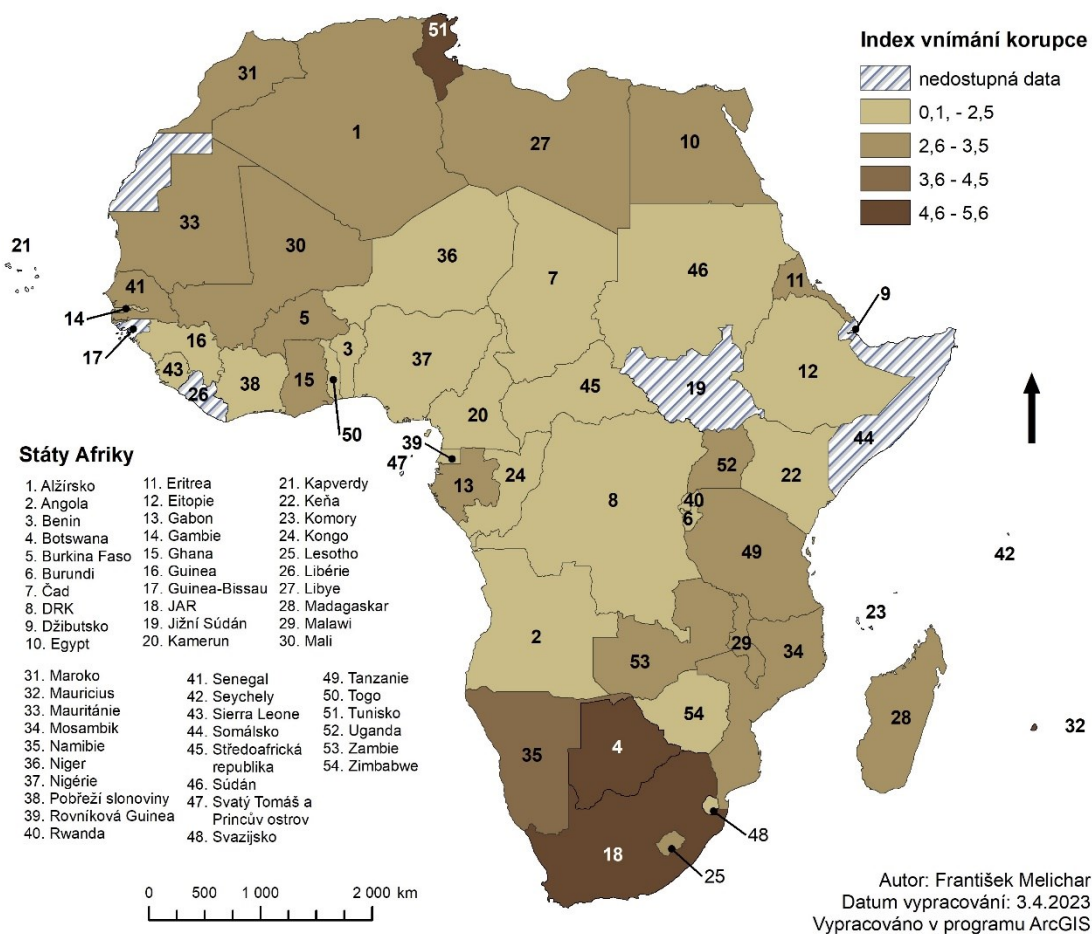 Index vnímání korupce
nedostupná data
0,1, - 2,5
2,6 - 3,5
3,6 - 4,5
4,6 - 5,6
51
31
1
27
10
33
30
36
7
46
21
41
11
9
14
5
17
16
3
37
43
38
15
45
19
12
26
20
50
44
39
47
52
22
24
13
40
6
8
49
42
23
2
29
53
34
54
28
35
4
32
48
18
25
Státy Afriky
1. Alžírsko
2. Angola
3. Benin
4. Botswana
5. Burkina Faso
6. Burundi
7. Čad
8. DRK
9. Džibutsko
10. Egypt
11. Eritrea
12. Eitopie
13. Gabon
14. Gambie
15. Ghana
16. Guinea
17. Guinea-Bissau
18. JAR
19. Jižní Súdán
20. Kamerun
21. Kapverdy
22. Keňa
23. Komory
24. Kongo
25. Lesotho
26. Libérie
27. Libye
28. Madagaskar
29. Malawi
30. Mali
31. Maroko
32. Mauricius
33. Mauritánie
34. Mosambik
35. Namibie
36. Niger
37. Nigérie
38. Pobřeží slonoviny
39. Rovníková Guinea
40. Rwanda
41. Senegal
42. Seychely
43. Sierra Leone
44. Somálsko
45. Středoafrická
republika
46. Súdán
47. Svatý Tomáš a
Princův ostrov
48. Svazijsko
49. Tanzanie
50. Togo
51. Tunisko
52. Uganda
53. Zambie
54. Zimbabwe
0 500 1 000 2 000 km
Autor: František Melichar
Datum vypracování: 3.4.2023
Vypracováno v programu ArcGIS